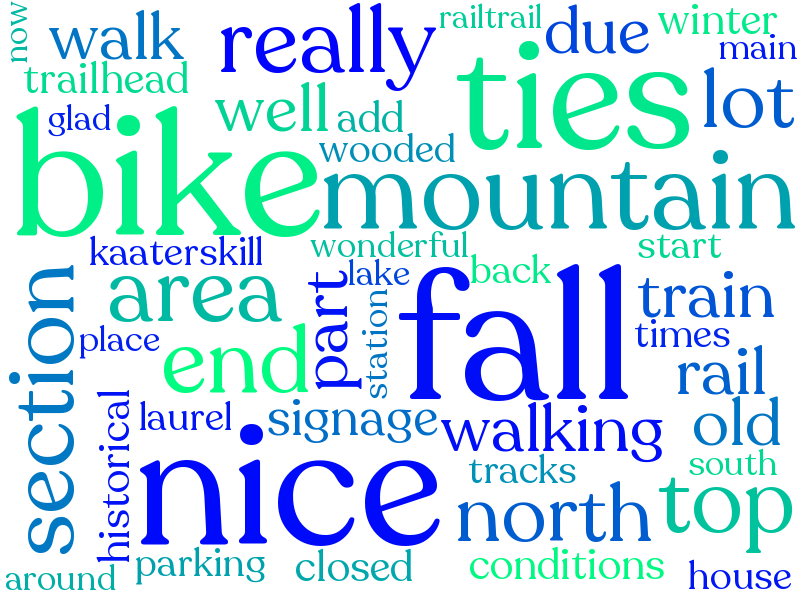 now
walk
really
railtrail
due
winter
main
trailhead
glad
well
add
ties
lot
bike
wooded
mountain
kaaterskill
wonderful
start
area
part
lake
back
fall
train
section
place
end
station
times
rail
historical
laurel
signage
walking
old
nice
tracks
south
north
top
around
parking
closed
conditions
house